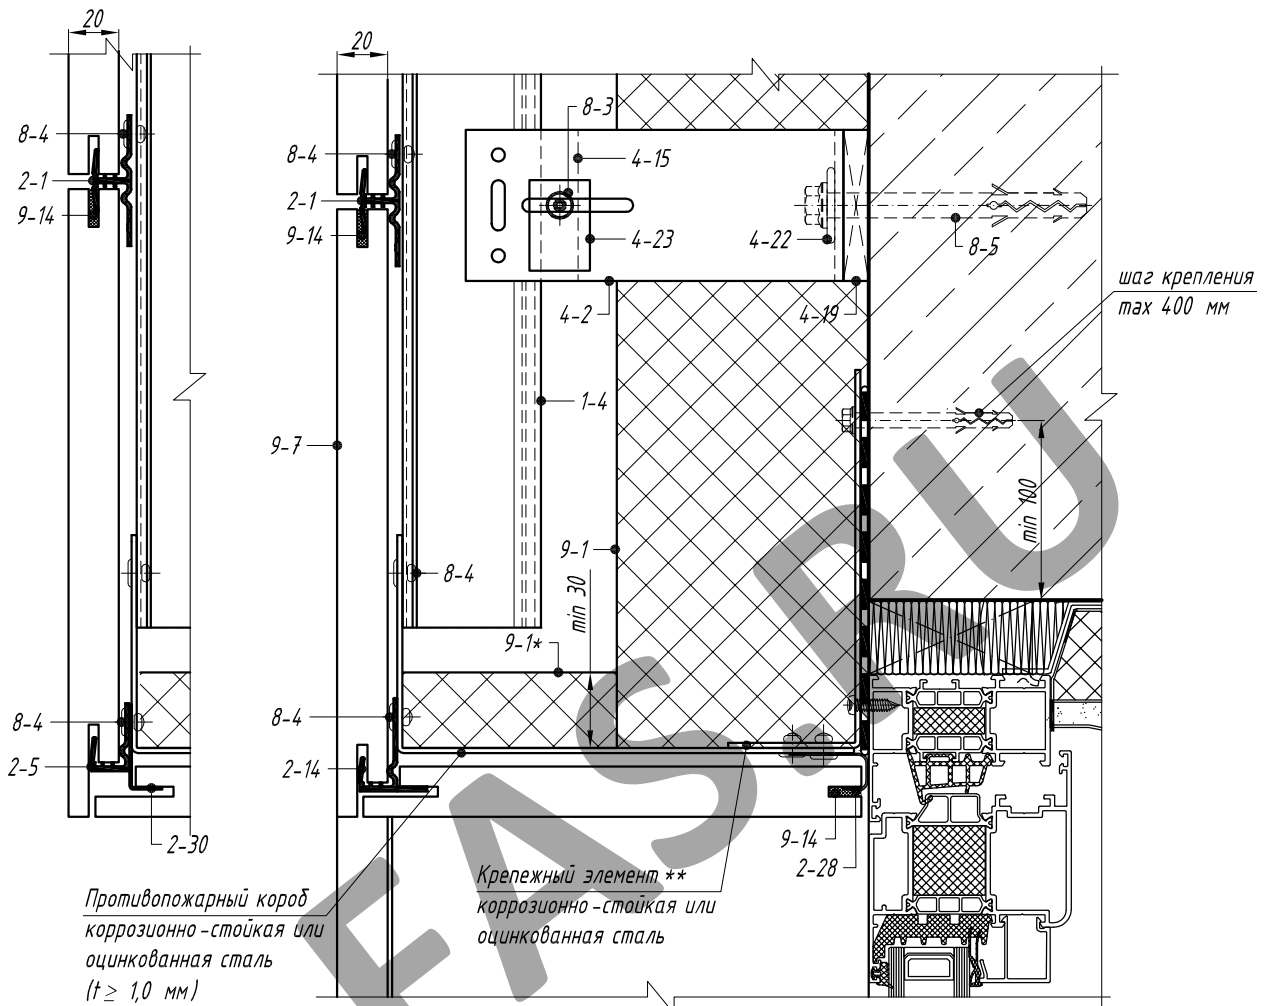 20
20
8-4
8-4
8-3
4-15
2-1
2-1
9-14
9-14
4-23
4-22
8-5
4-2
4-19
шаг крепления
max 400 мм
1-4
9-7
9-1
min 100
8-4
min 30
9-1*
8-4
8-4
2-5
2-14
2-30
9-14
2-28
Крепежный элемент **
коррозионно-стойкая или
оцинкованная сталь
Противопожарный короб
коррозионно-стойкая или
оцинкованная сталь
(t ≥ 1,0 мм)
FAS.RU